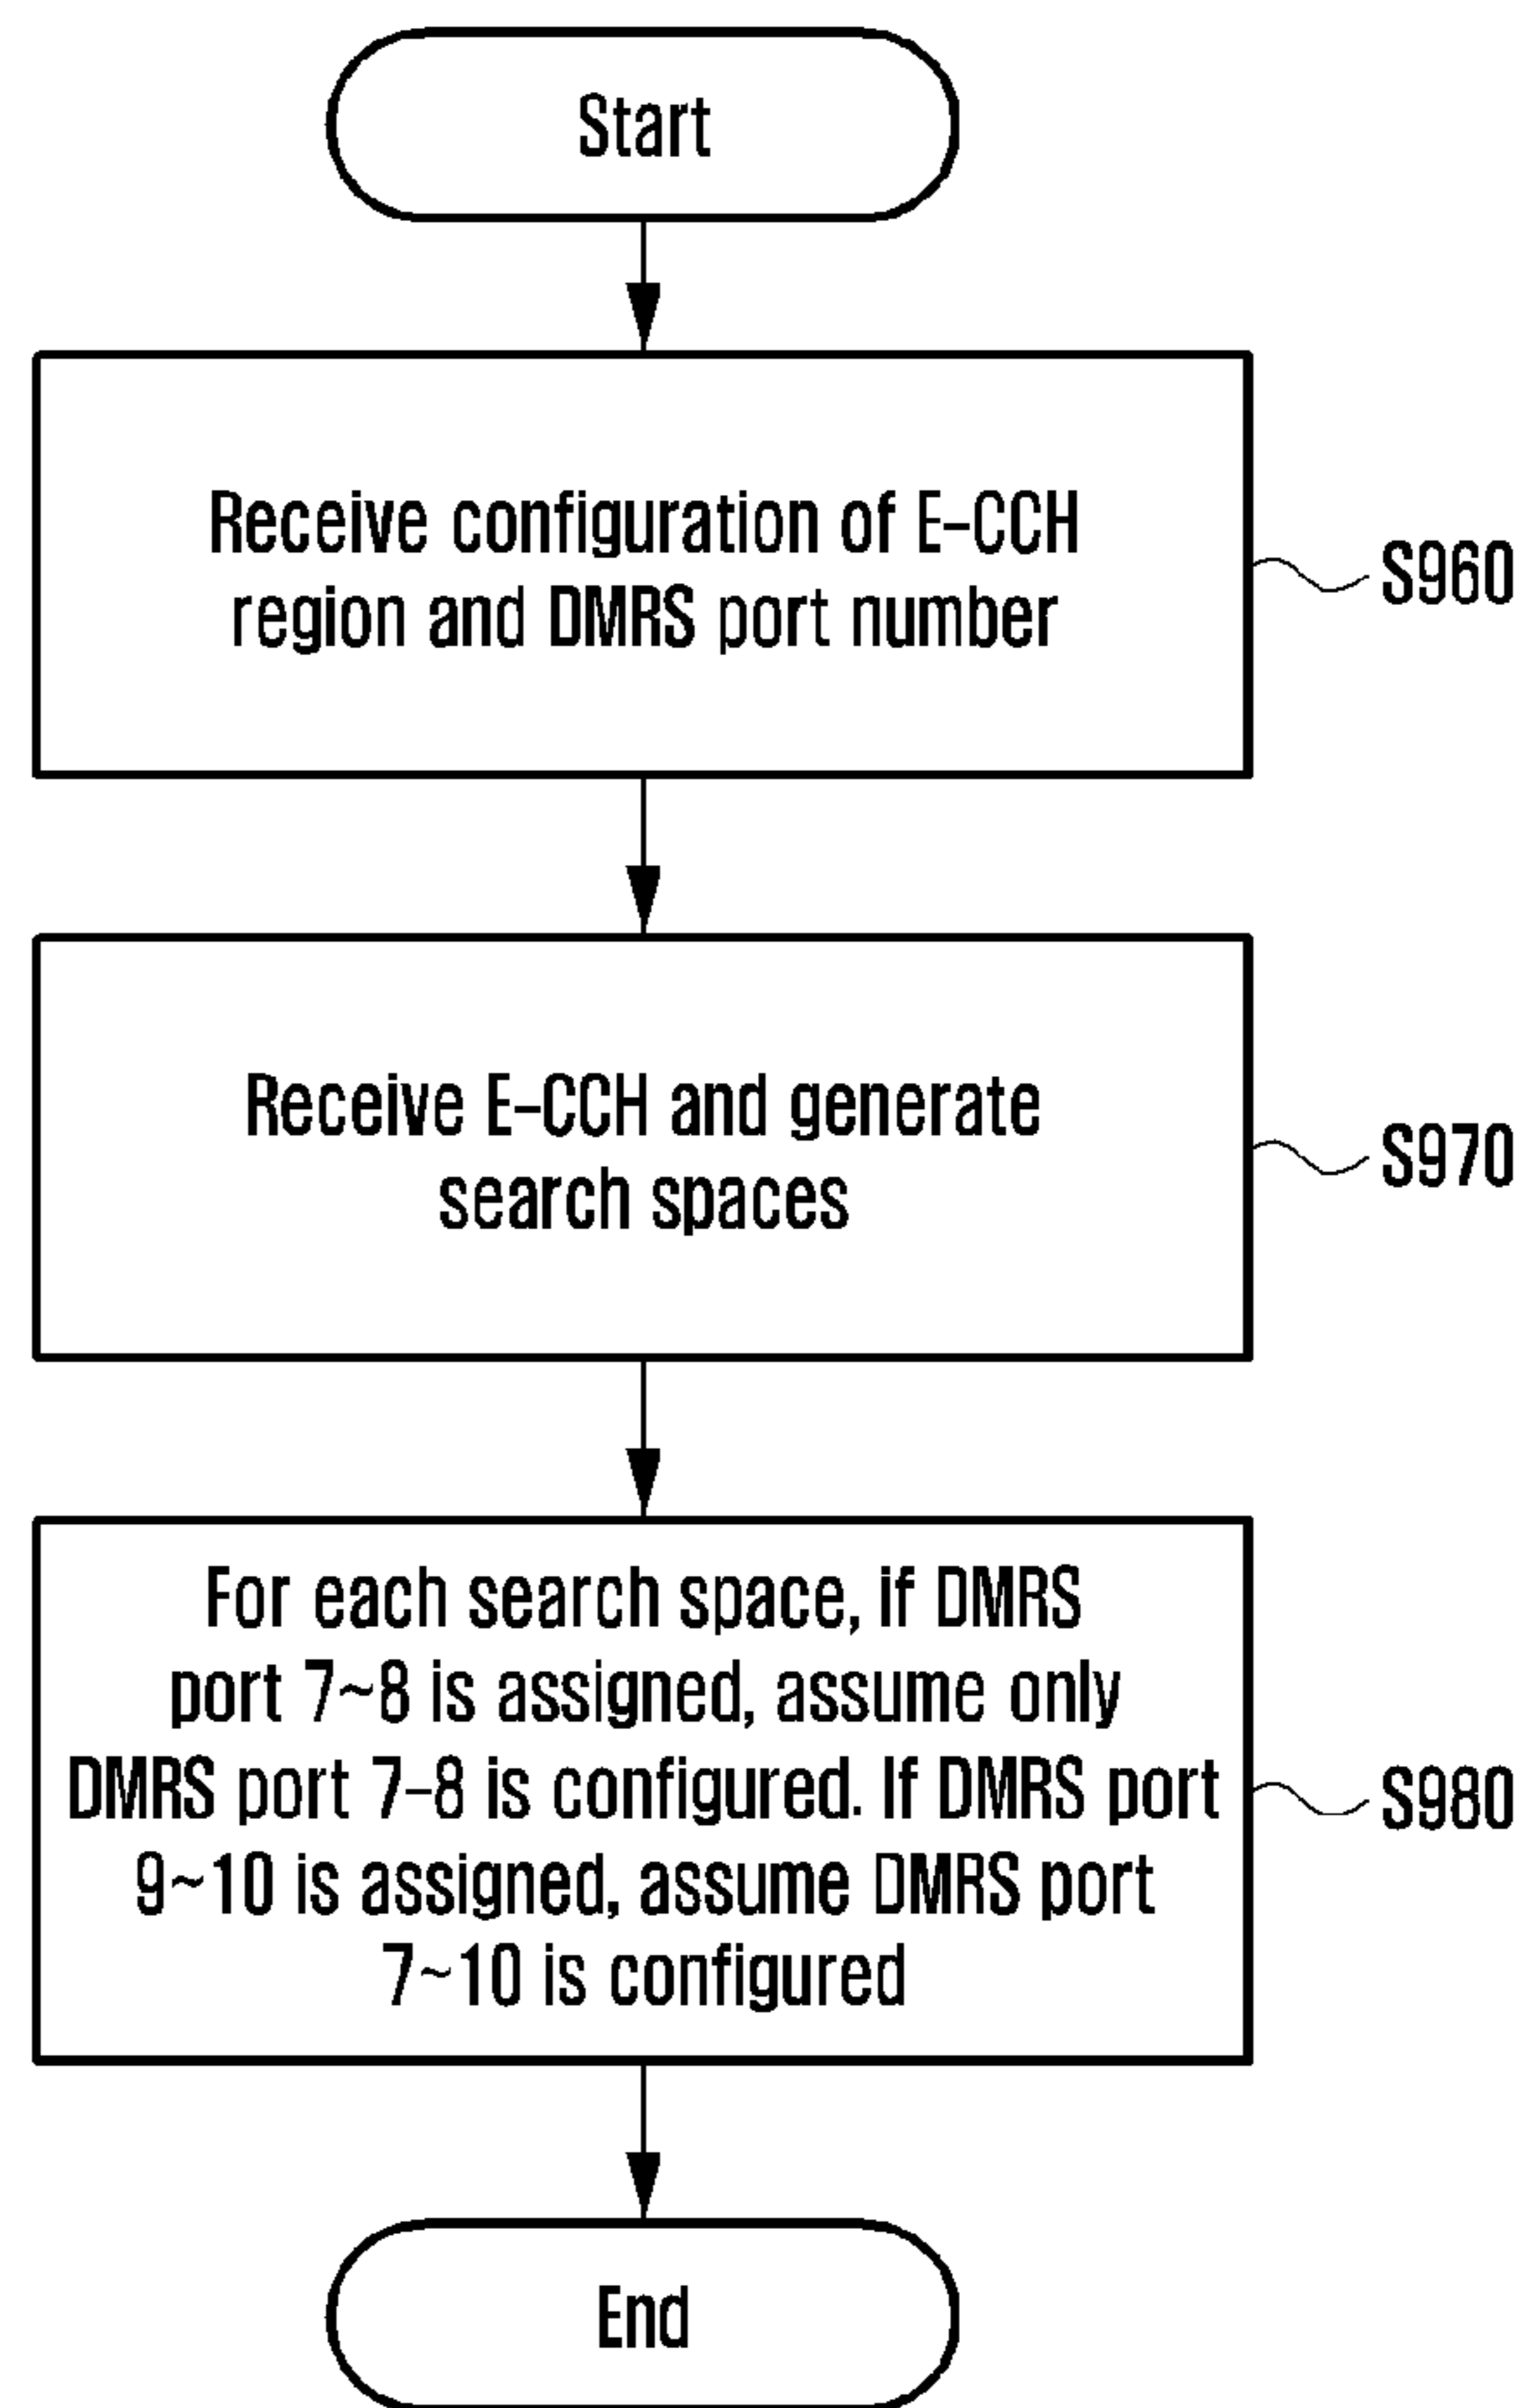 Start
Receive configuration of E-CCH
region and DMRS port number
S960
Receive E-CCH and generate
search spaces
S970
For each search space, if DMRS
port 7~8 is assigned, assume only
DMRS port 7-8 is configured. If DMRS port
9~10 is assigned, assume DMRS port
7~10 is configured
S980
End